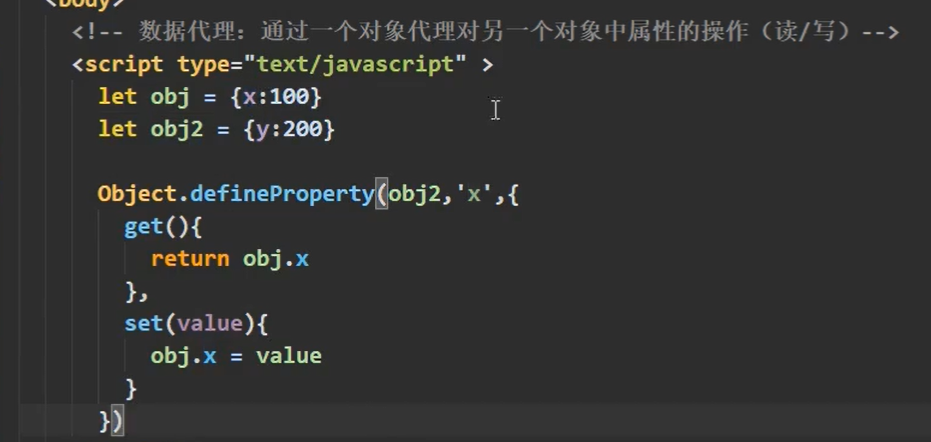 <body>
<!-- 数据代理：通过一个对象代理对另一个对象中属性的操作（读/写）-->
<script type="text/javascript" >
let obj = {x:100}
let obj2 = {y:200}
Object.defineProperty(obj2,'x',{
get(){
return obj.x
},
set(value){
obj.x = value
}
})